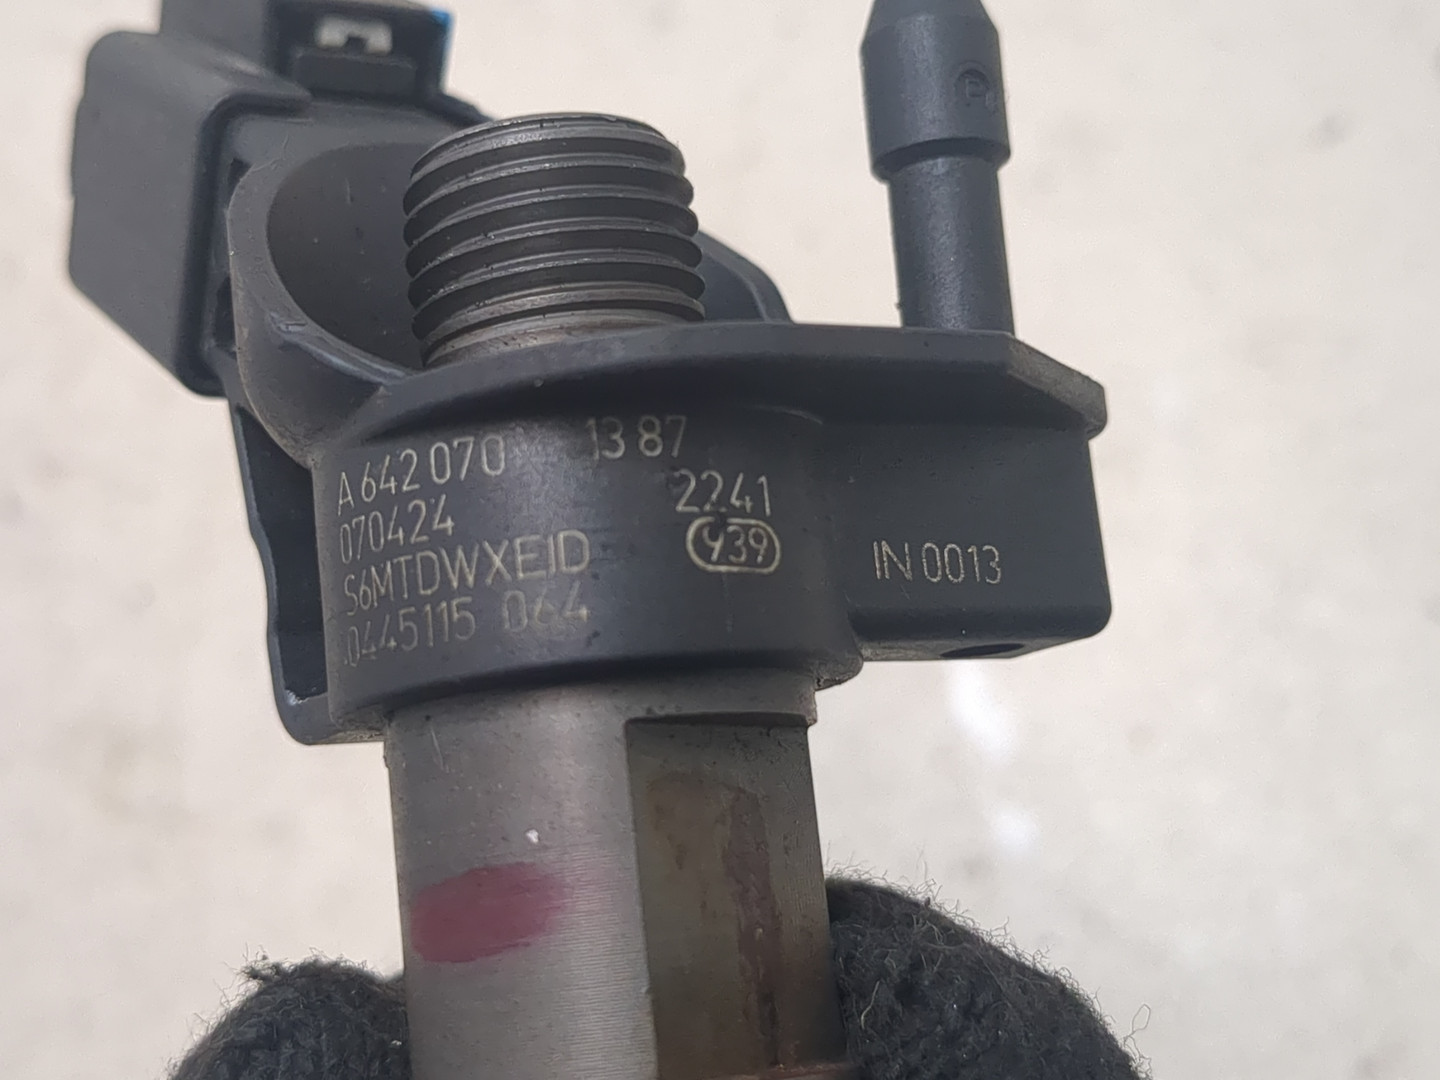 A 642 070 13 87
070424 2241
S6MTDWXEID 939
0445115 064
IN 0013